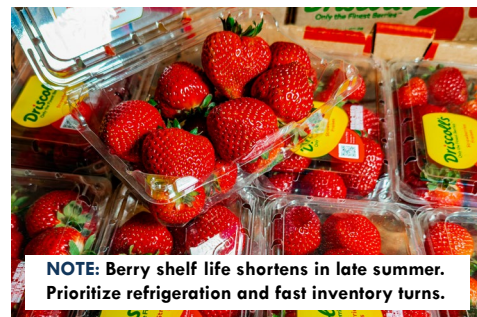 Driscoll's
Only the Finest Berries
Driscoll's
Driscoll's
Driscoll's
NOTE: Berry shelf life shortens in late summer.
Prioritize refrigeration and fast inventory turns.